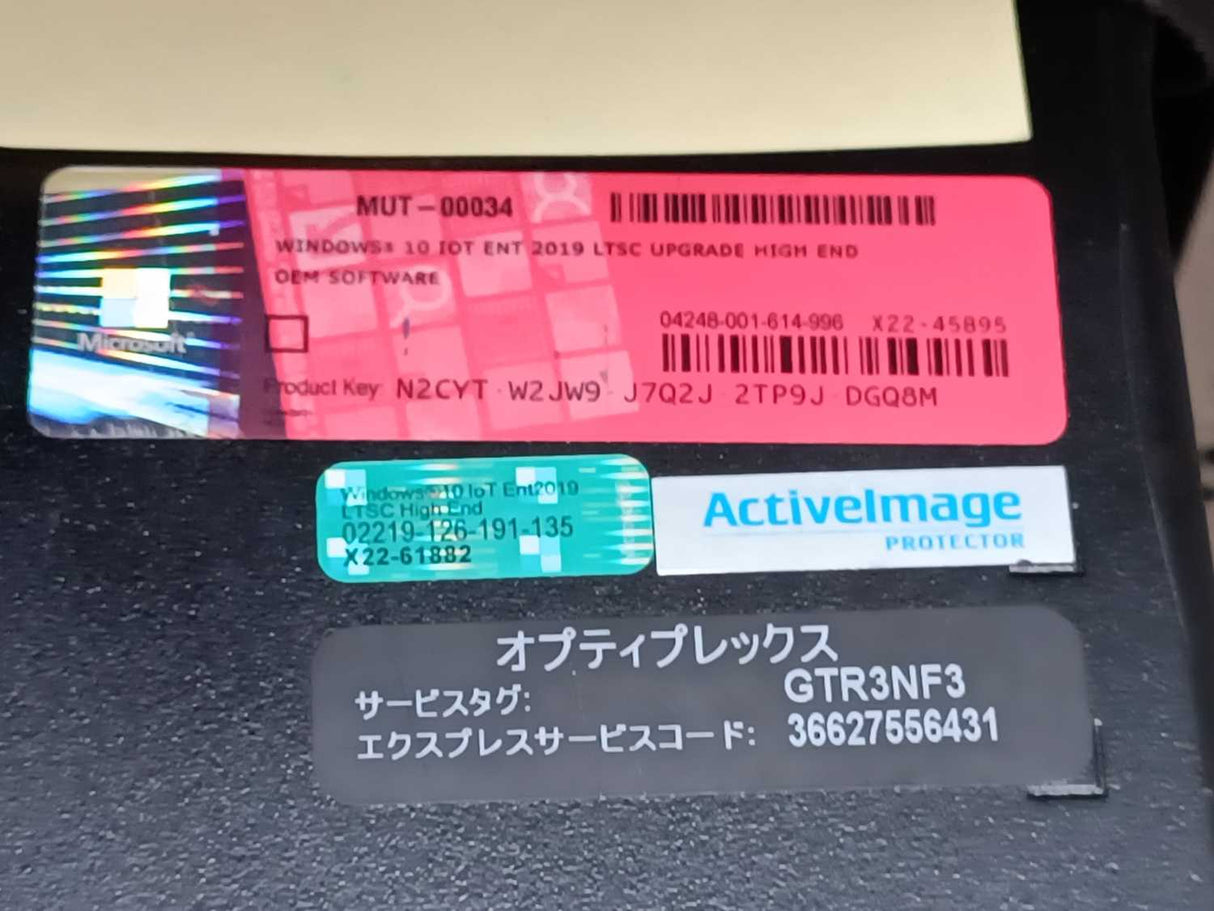 MUT-00034
WINDOWS® 10 IOT ENT 2019 LTSC UPGRADE HIGH END
OEM SOFTWARE
04248-001-614-996 X22-45895
Microsoft
Product Key: N2CYT-W2JW9-J7Q2J-2TP9J-DGQ8M
Windows® 10 IoT Ent2019
LTSC High End
02219-126-191-135
X22-61882
ActiveImage
PROTECTOR
オプティプレックス
サービスタグ: GTR3NF3
エクスプレスサービスコード: 36627556431